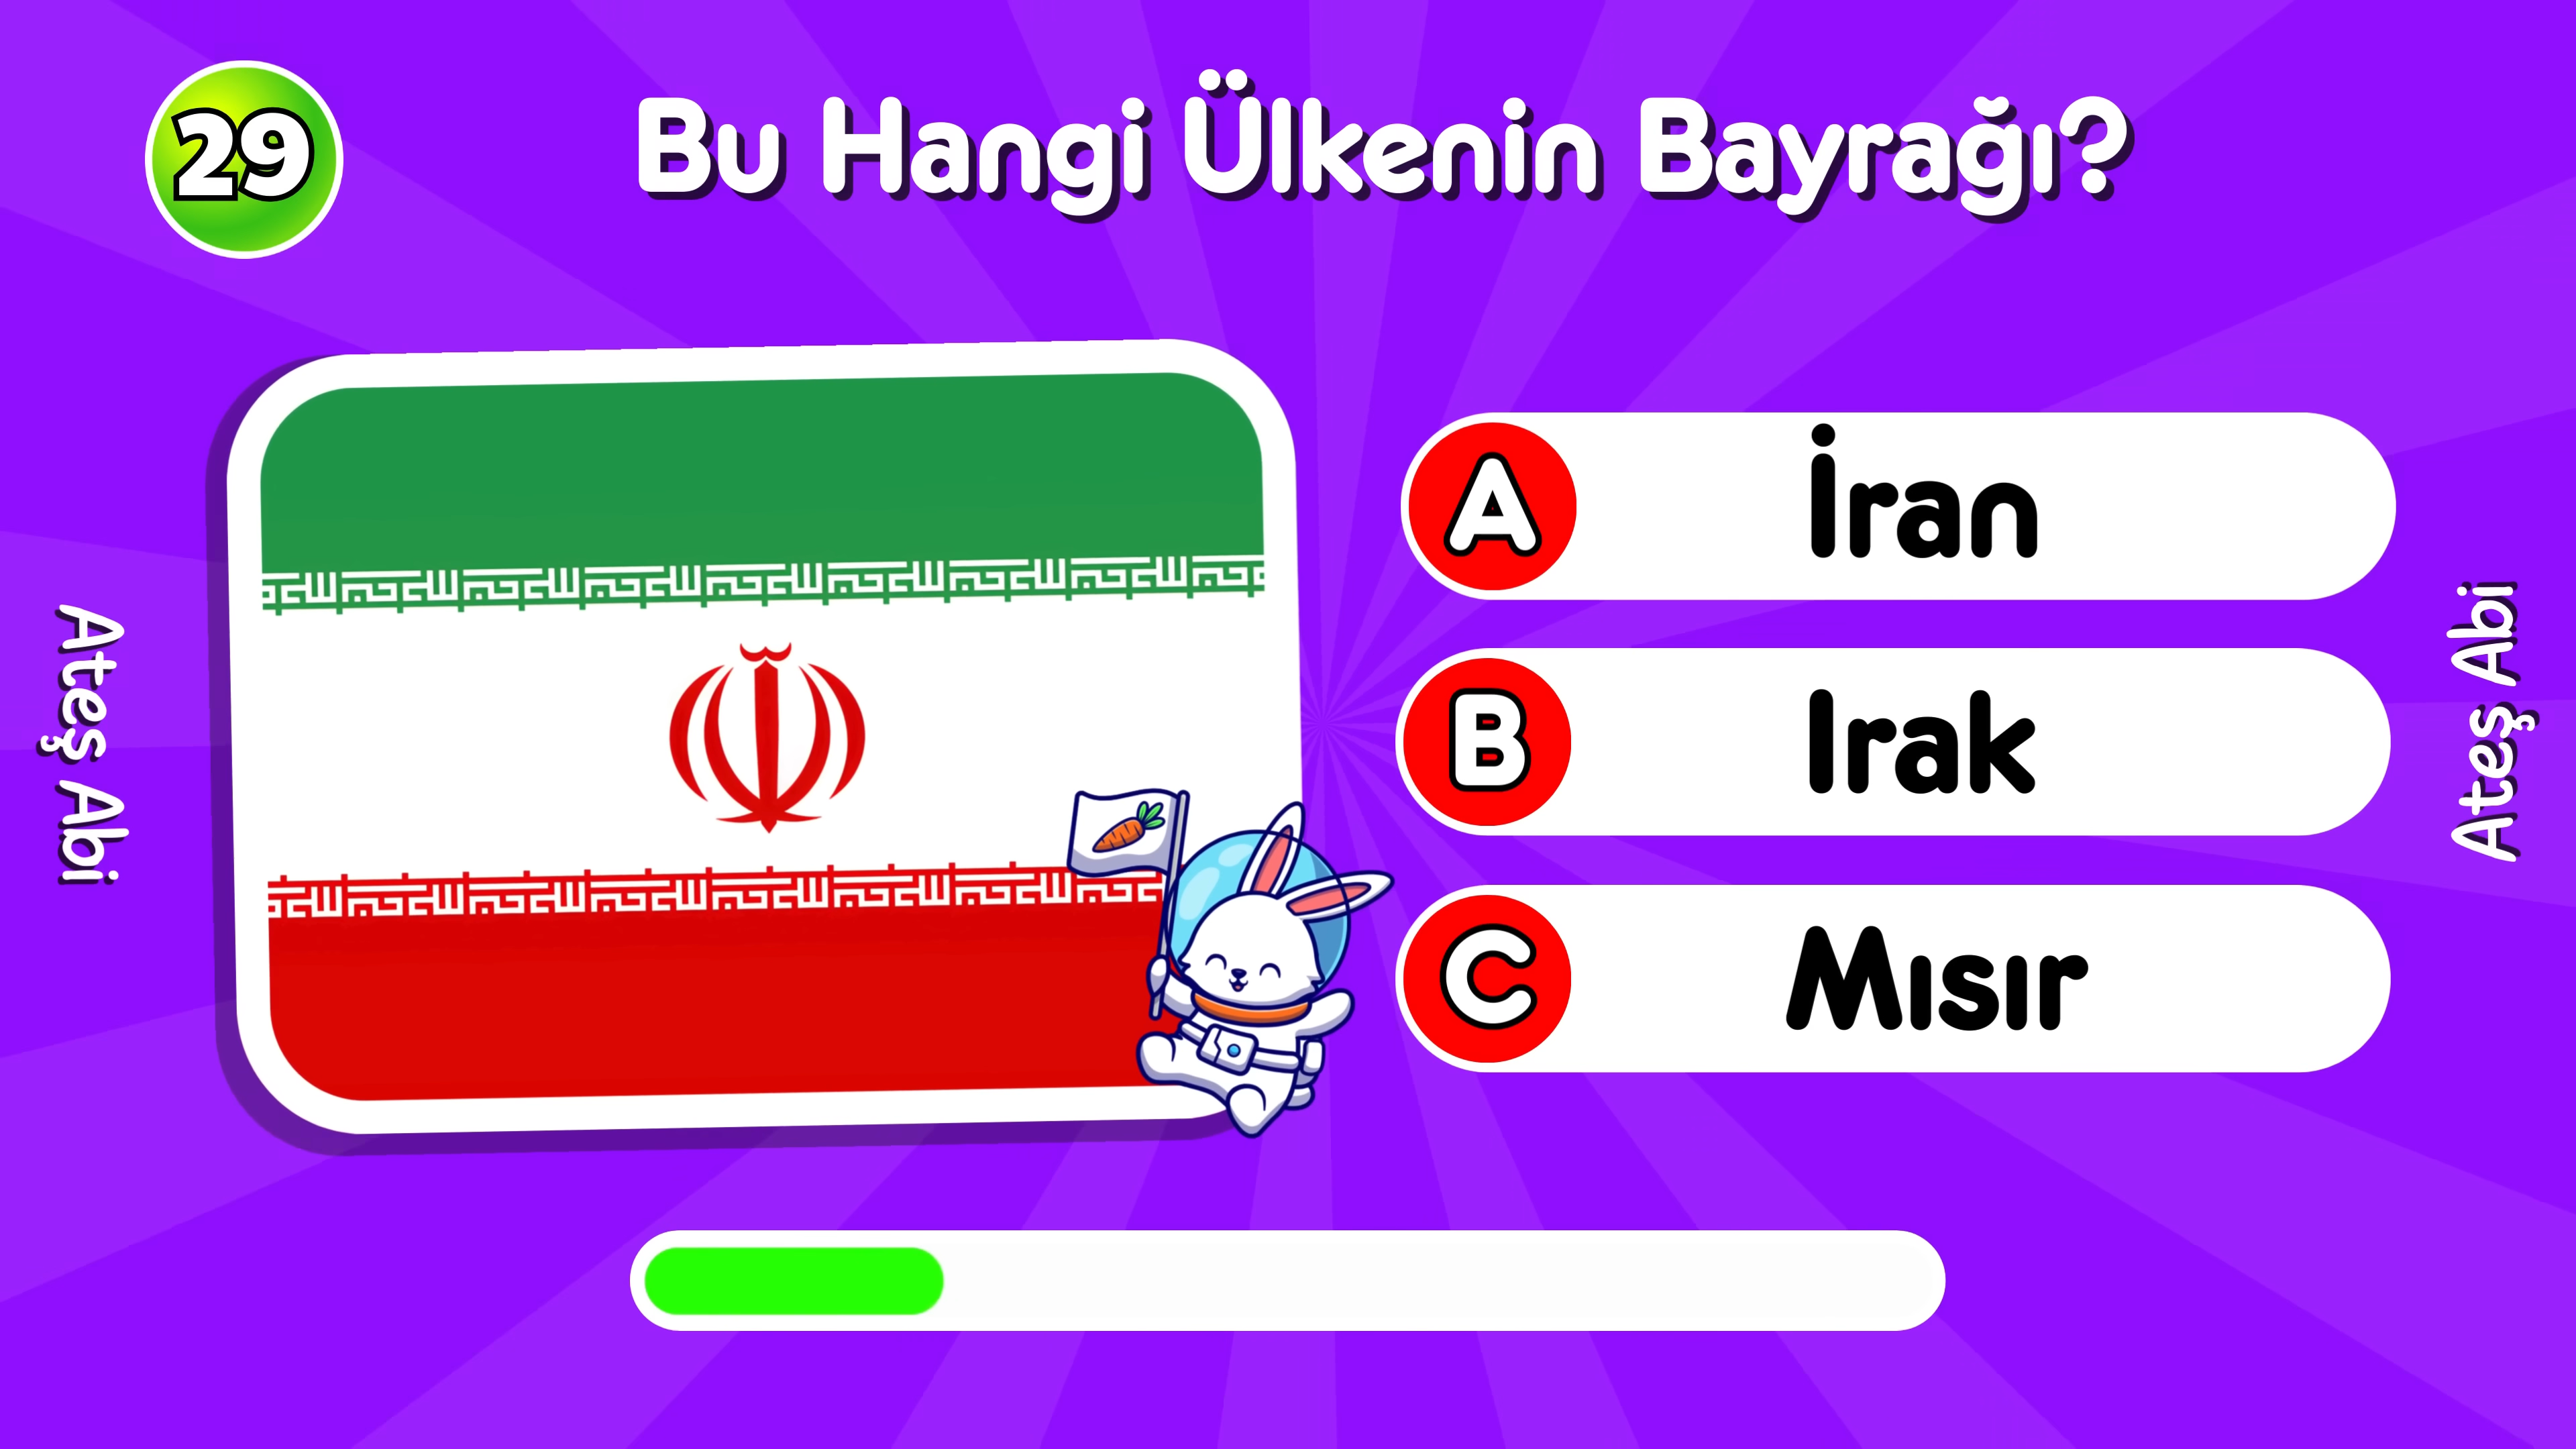 29
Bu Hangi Ülkenin Bayrağı?
A İran
B Irak
C Mısır
Ateş Abi
Ateş Abi